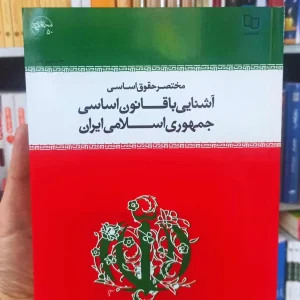 مختصر حقوق اساسی
آشنایی با قانون اساسی
جمهوری اسلامی ایران